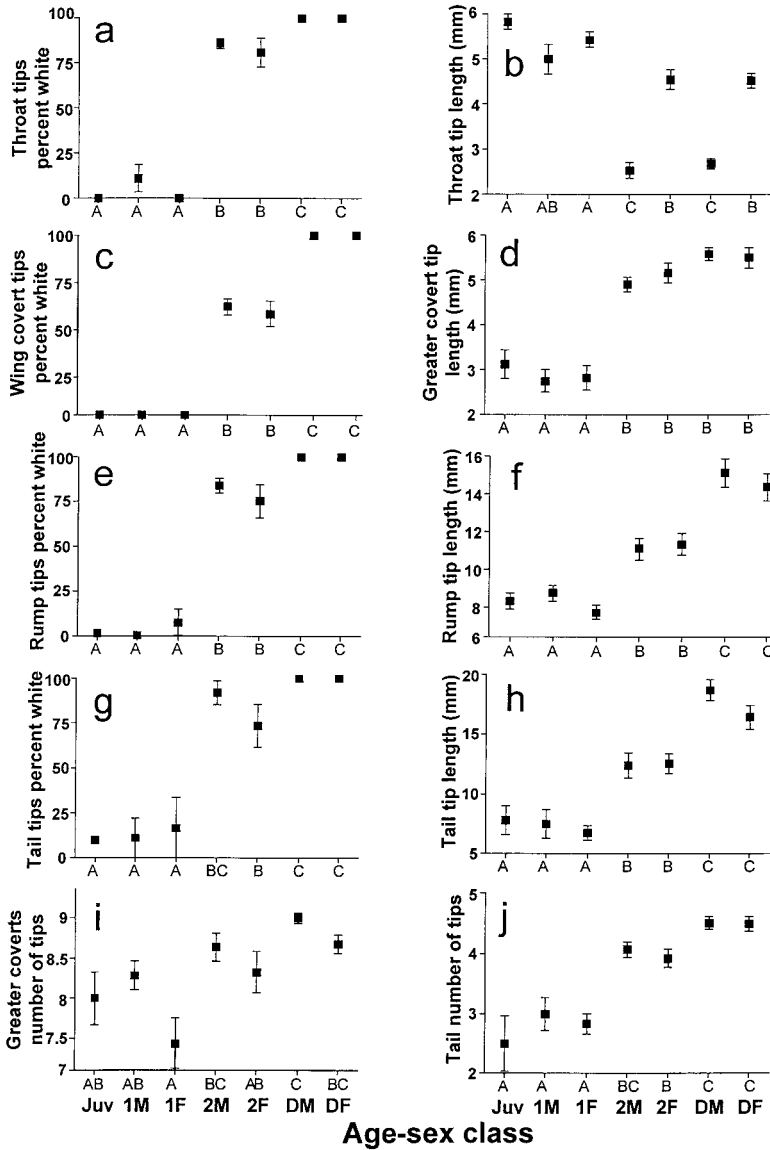 a
Throat tips percent white
100
75
50
25
0
A A A B B C C
b
Throat tip length (mm)
6
5
4
3
2
A AB A C B C B
c
Wing covert tips percent white
100
50
0
A A A B B C C
d
Greater covert tip length (mm)
6
5
4
3
2
A A A B B B B
e
Rump tips percent white
100
75
50
25
0
A A A B B C C
f
Rump tip length (mm)
16
14
12
10
8
6
A A A B B C C
g
Tail tips percent white
100
75
50
25
0
A A A BC B C C
h
Tail tip length (mm)
20
15
10
5
A A A B B C C
i
Greater coverts number of tips
9
8.5
8
7.5
7
AB AB A BC AB C BC
Juv 1M 1F 2M 2F DM DF
j
Tail number of tips
5
4
3
2
A A A BC B C C
Juv 1M 1F 2M 2F DM DF
Age-sex class